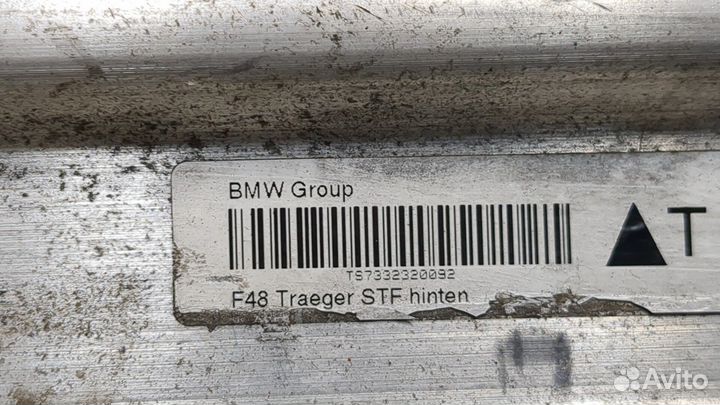 BMW Group
T
TS7332320092
F48 Traeger STF hinten
Avito